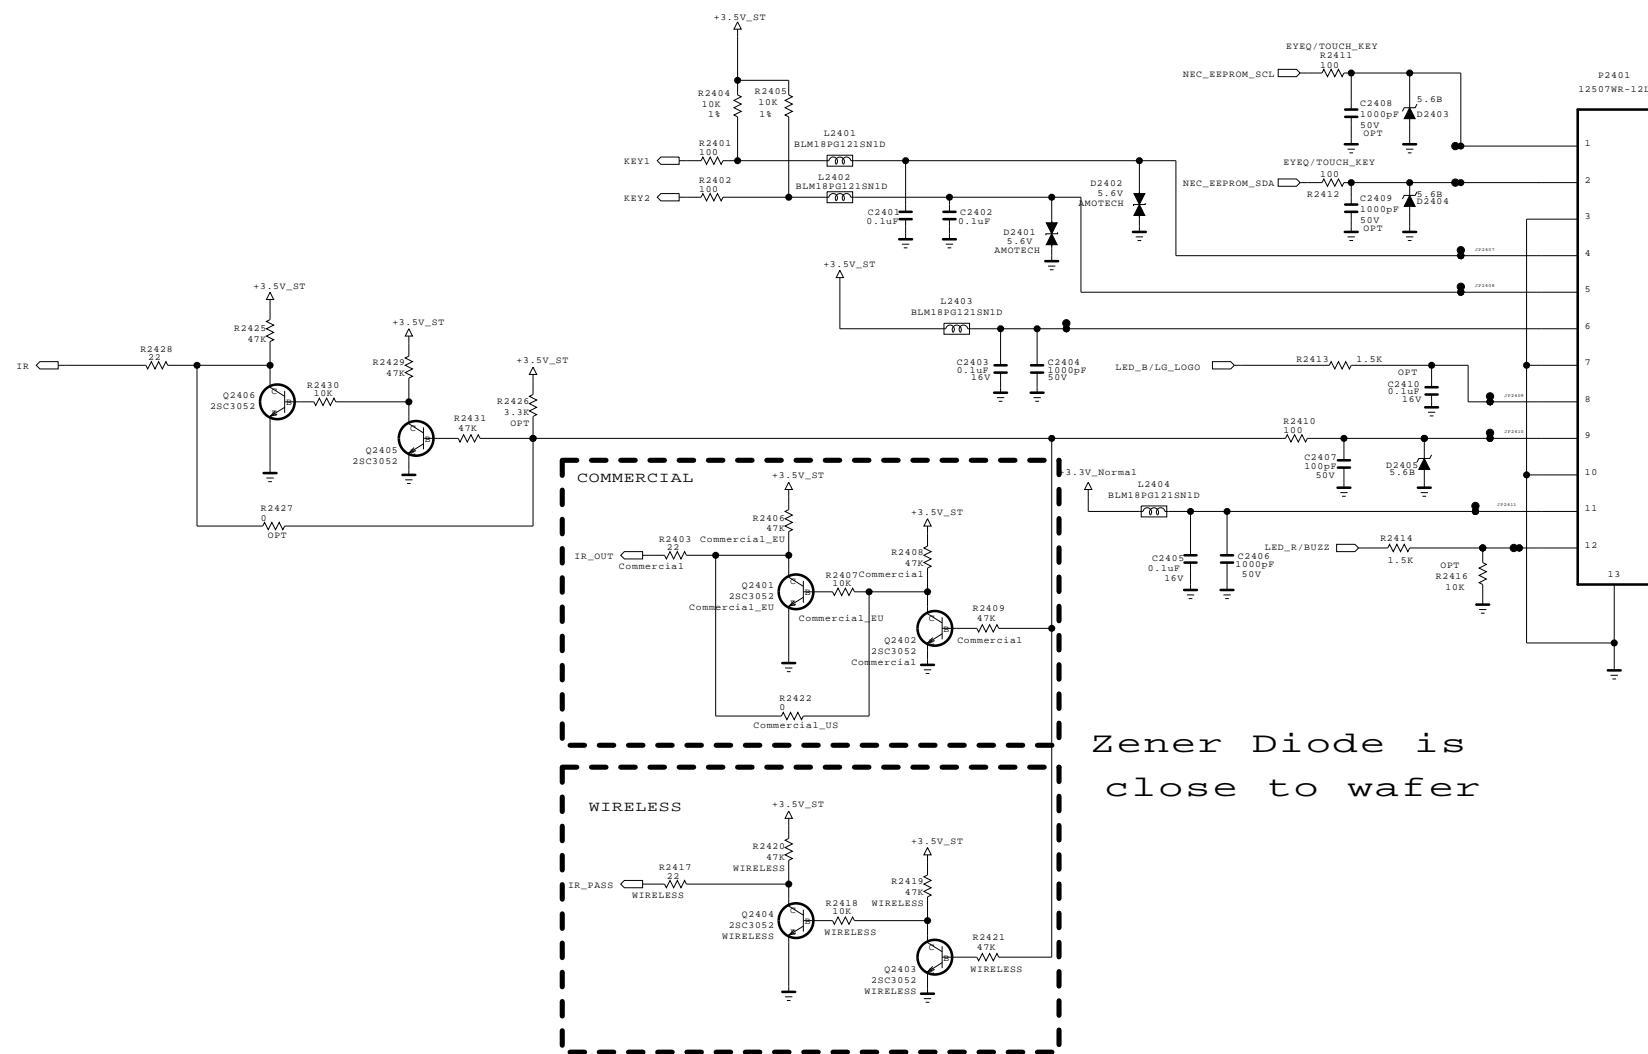 +3.5V_ST
R2404
10K
1%
R2405
10K
1%
L2401
BLM18PG121SN1D
KEY1
R2401
100
L2402
BLM18PG121SN1D
KEY2
R2402
100
C2401
0.1uF
C2402
0.1uF
D2401
5.6V
AMOTECH
D2402
5.6V
AMOTECH
EYEQ/TOUCH_KEY
R2411
100
NEC_EEPROM_SCL
C2408
1000pF
50V
OPT
5.6B
D2403
EYEQ/TOUCH_KEY
100
NEC_EEPROM_SDA
R2412
C2409
1000pF
50V
OPT
5.6B
D2404
P2401
1
2
3
4
5
6
7
8
9
10
11
12
13
JP2407
JP2408
JP2409
JP2410
JP2411
+3.5V_ST
L2403
BLM18PG121SN1D
C2403
0.1uF
16V
C2404
1000pF
50V
LED_B/LG_LOGO
R2413
1.5K
OPT
C2410
0.1uF
16V
R2410
100
C2407
100pF
50V
D2405
5.6B
+3.3V_Normal
L2404
BLM18PG121SN1D
C2405
0.1uF
16V
C2406
1000pF
50V
LED_R/BUZZ
R2414
1.5K
OPT
R2416
10K
+3.5V_ST
R2425
47K
IR
R2428
22
Q2406
2SC3052
C
B
E
R2430
10K
+3.5V_ST
R2429
47K
Q2405
2SC3052
C
B
E
R2431
47K
+3.5V_ST
R2426
3.3K
OPT
R2427
0
OPT
COMMERCIAL
+3.5V_ST
R2406
47K
Commercial_EU
IR_OUT
R2403
22
Commercial
Q2401
2SC3052
Commercial_EU
C
B
E
R2407
10K
Commercial_EU
+3.5V_ST
R2408
47K
Commercial
Q2402
2SC3052
Commercial
C
B
E
R2409
47K
Commercial
R2422
0
Commercial_US
WIRELESS
+3.5V_ST
R2420
47K
WIRELESS
IR_PASS
R2417
22
WIRELESS
Q2404
2SC3052
WIRELESS
C
B
E
R2418
10K
WIRELESS
+3.5V_ST
R2419
47K
WIRELESS
Q2403
2SC3052
WIRELESS
C
B
E
R2421
47K
WIRELESS
Zener Diode is
close to wafer